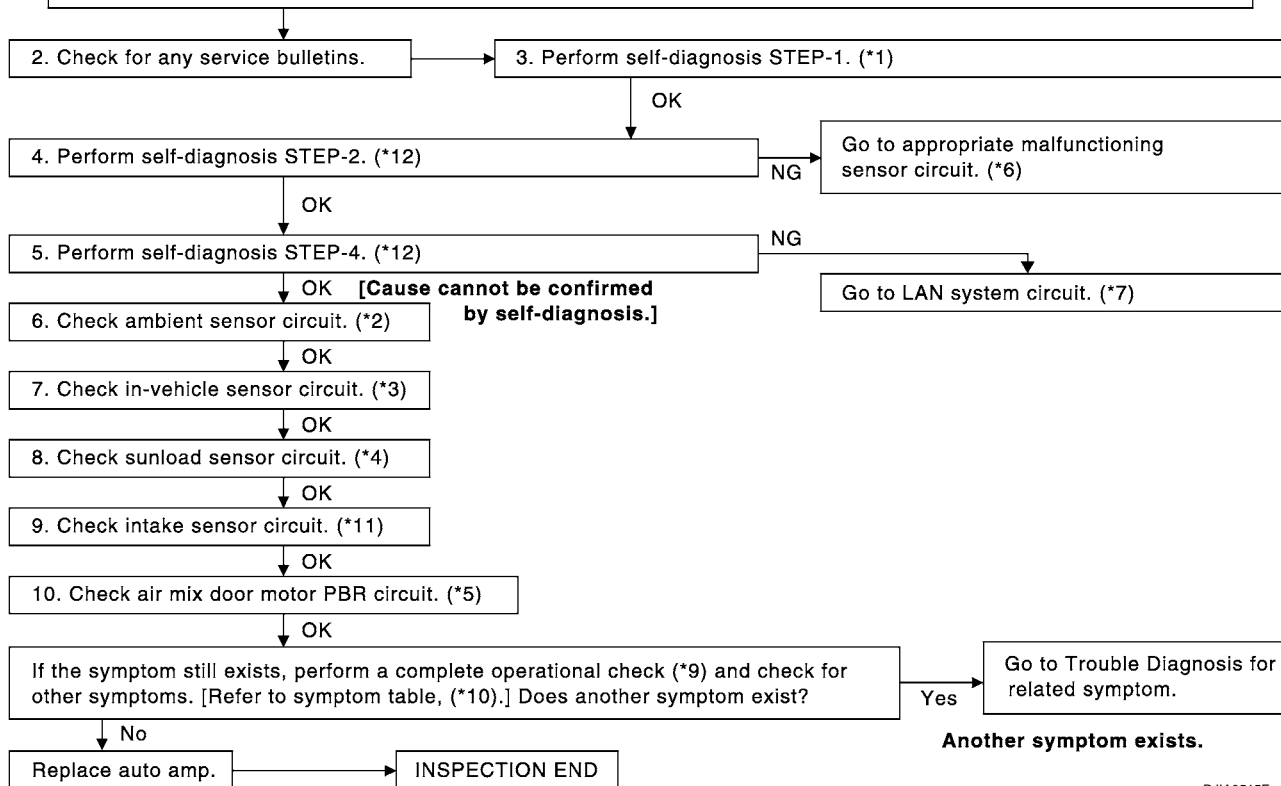 2. Check for any service bulletins.
3. Perform self-diagnosis STEP-1. (*1)
OK
4. Perform self-diagnosis STEP-2. (*12)
NG
Go to appropriate malfunctioning
sensor circuit. (*6)
OK
5. Perform self-diagnosis STEP-4. (*12)
NG
Go to LAN system circuit. (*7)
OK
[Cause cannot be confirmed
by self-diagnosis.]
6. Check ambient sensor circuit. (*2)
OK
7. Check in-vehicle sensor circuit. (*3)
OK
8. Check sunload sensor circuit. (*4)
OK
9. Check intake sensor circuit. (*11)
OK
10. Check air mix door motor PBR circuit. (*5)
OK
If the symptom still exists, perform a complete operational check (*9) and check for
other symptoms. [Refer to symptom table, (*10).] Does another symptom exist?
Yes
Go to Trouble Diagnosis for
related symptom.
Another symptom exists.
No
Replace auto amp.
INSPECTION END